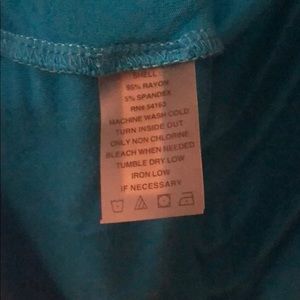 SHELL
95% RAYON
5% SPANDEX
RN# 54163
MACHINE WASH COLD
TURN INSIDE OUT
ONLY NON CHLORINE
BLEACH WHEN NEEDED
TUMBLE DRY LOW
IRON LOW
IF NECESSARY